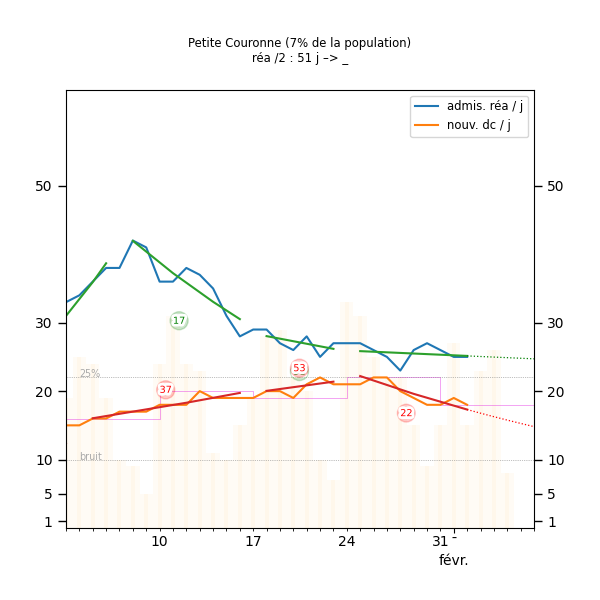 Petite Couronne (7% de la population)
réa /2 : 51 j –> _
admis. réa / j
nouv. dc / j
50 50
30 30
17
53
25%
37
20 20
22
bruit
10 10
5 5
1 1
10 17 24 31 -
févr.